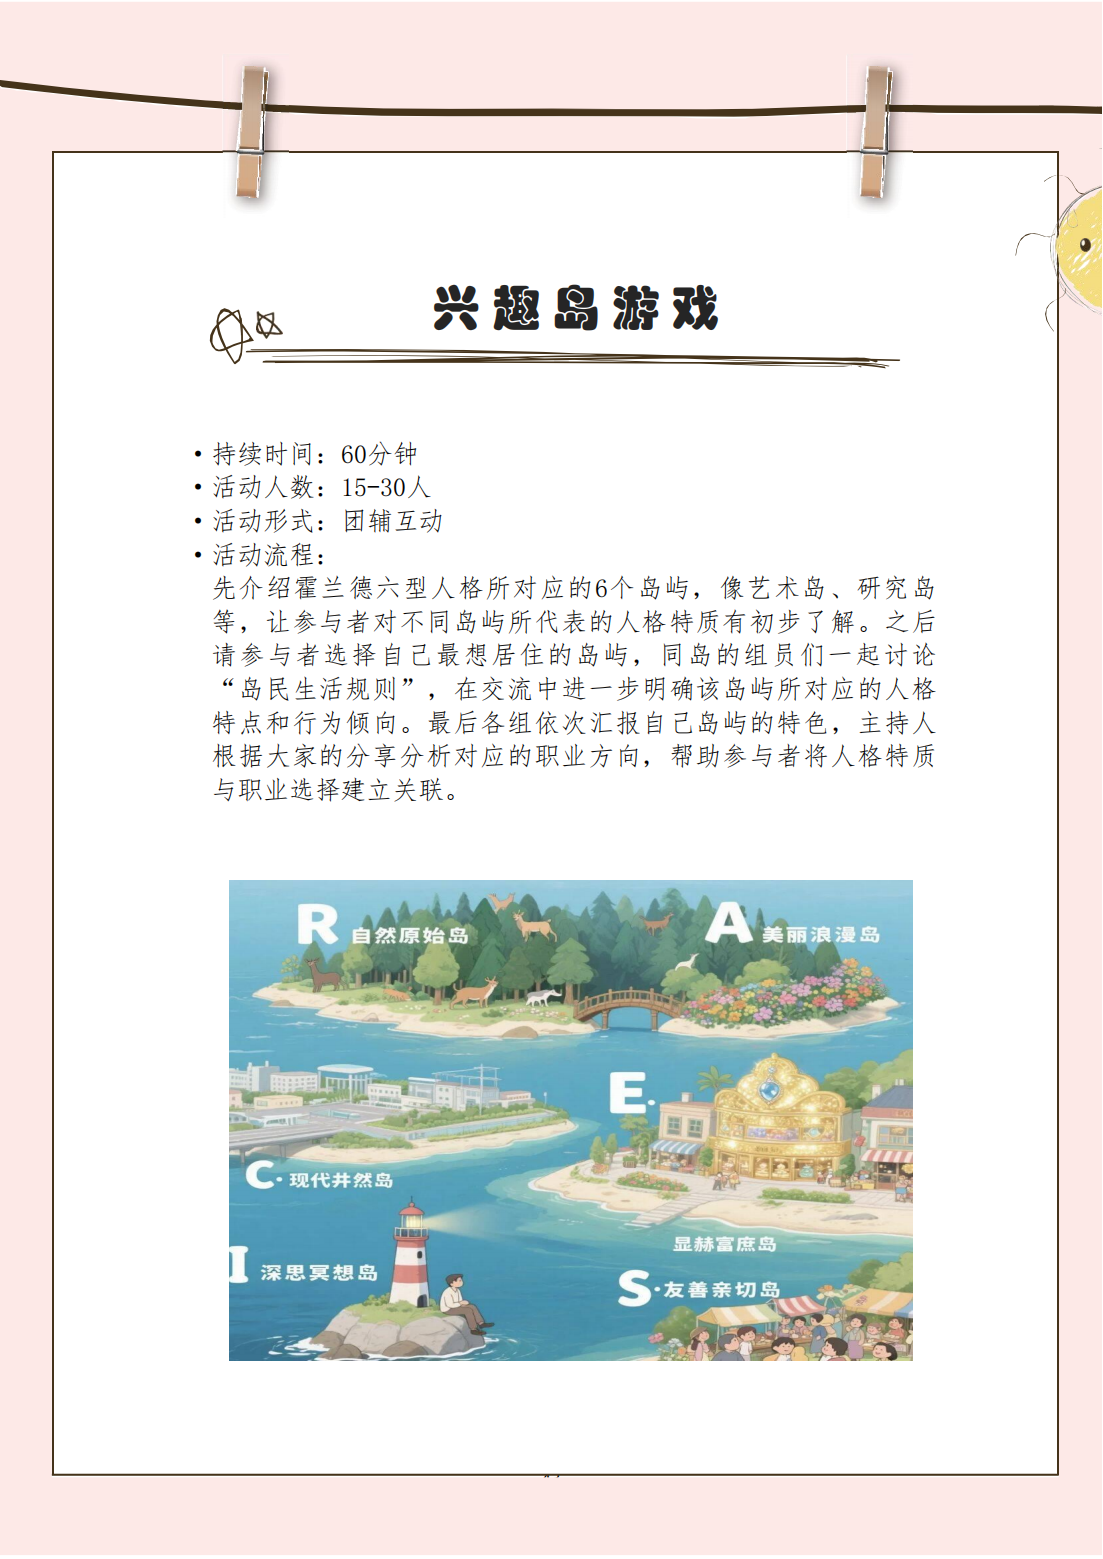 兴趣岛游戏
•持续时间：60分钟
•活动人数：15-30人
•活动形式：团辅互动
•活动流程：
先介绍霍兰德六型人格所对应的6个岛屿，像艺术岛、研究岛
等，让参与者对不同岛屿所代表的人格特质有初步了解。之后
请参与者选择自己最想居住的岛屿，同岛的组员们一起讨论
“岛民生活规则”，在交流中进一步明确该岛屿所对应的人格
特点和行为倾向。最后各组依次汇报自己岛屿的特色，主持人
根据大家的分享分析对应的职业方向，帮助参与者将人格特质
与职业选择建立关联。
R 自然原始岛
A 美丽浪漫岛
E·
C·现代井然岛
显赫富庶岛
I 深思冥想岛
S·友善亲切岛